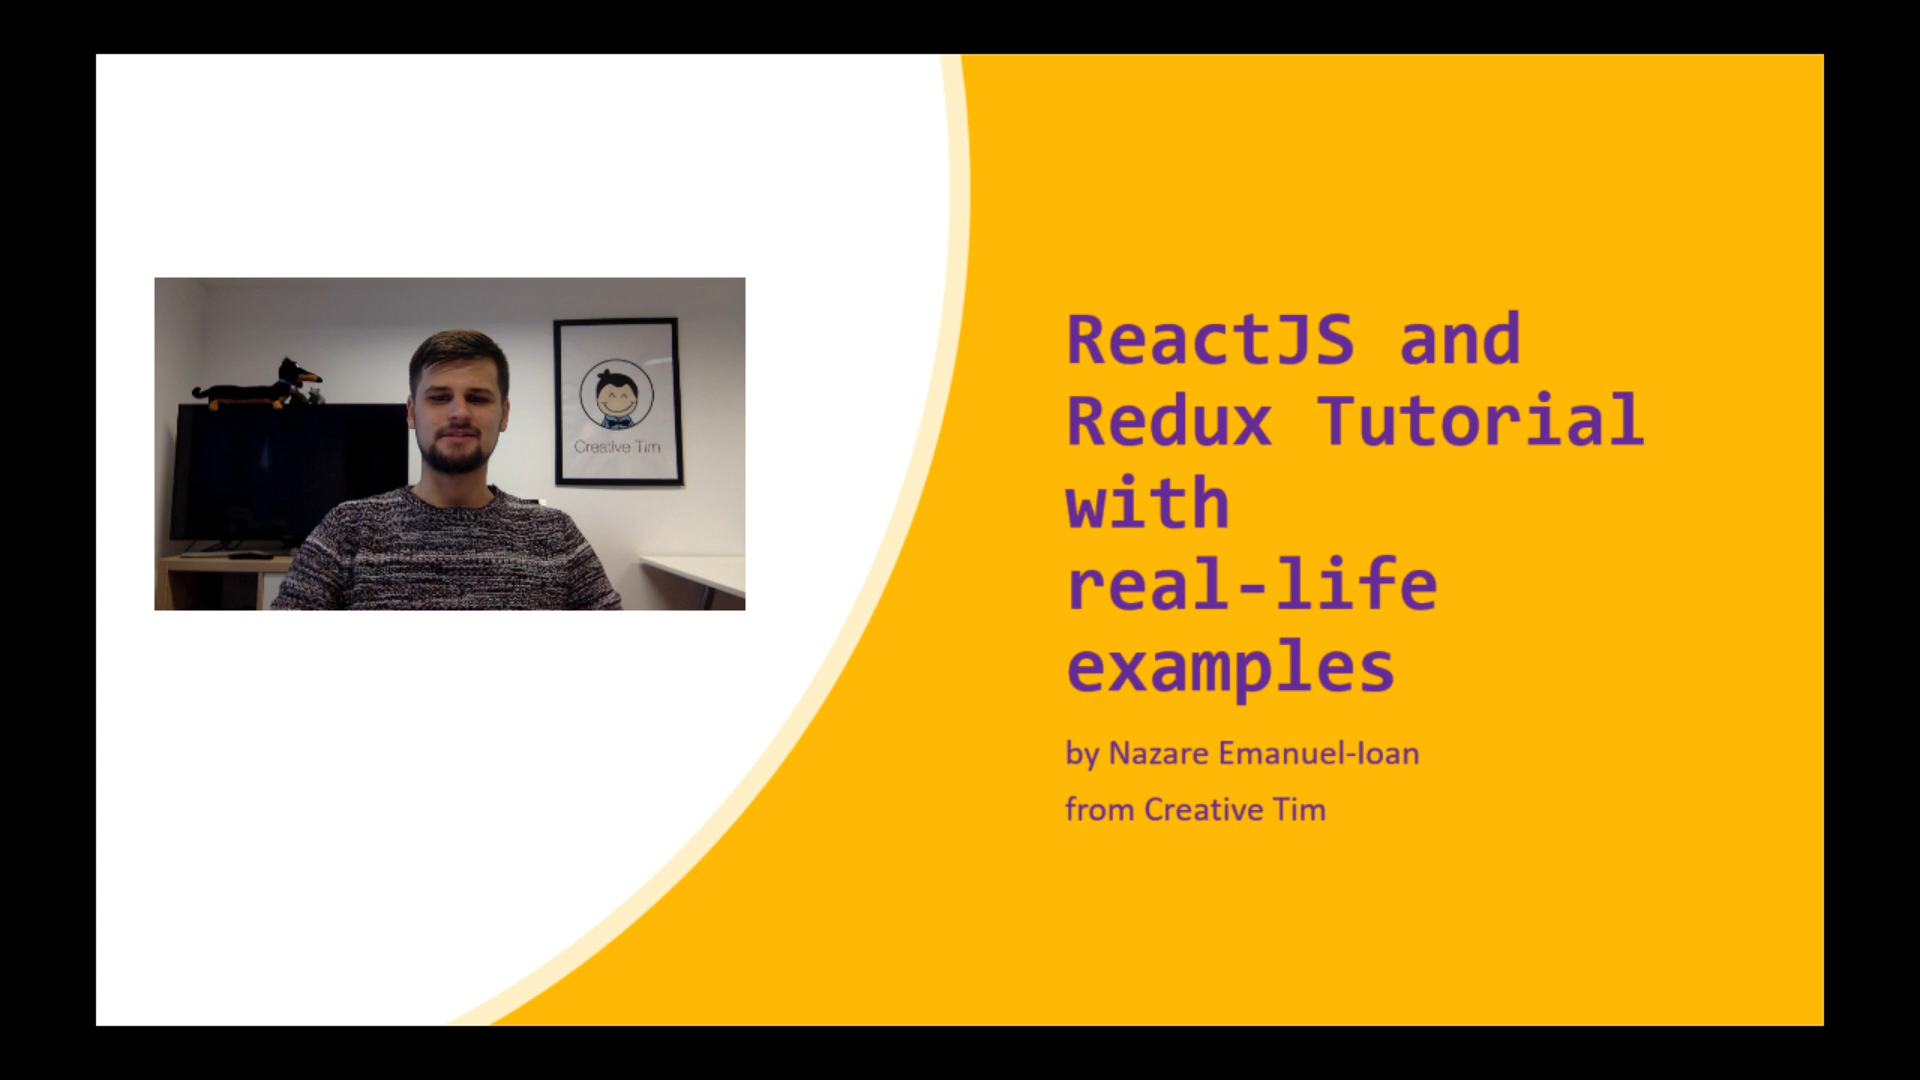 Creative Tim
ReactJS and
Redux Tutorial
with
real-life
examples
by Nazare Emanuel-Ioan
from Creative Tim